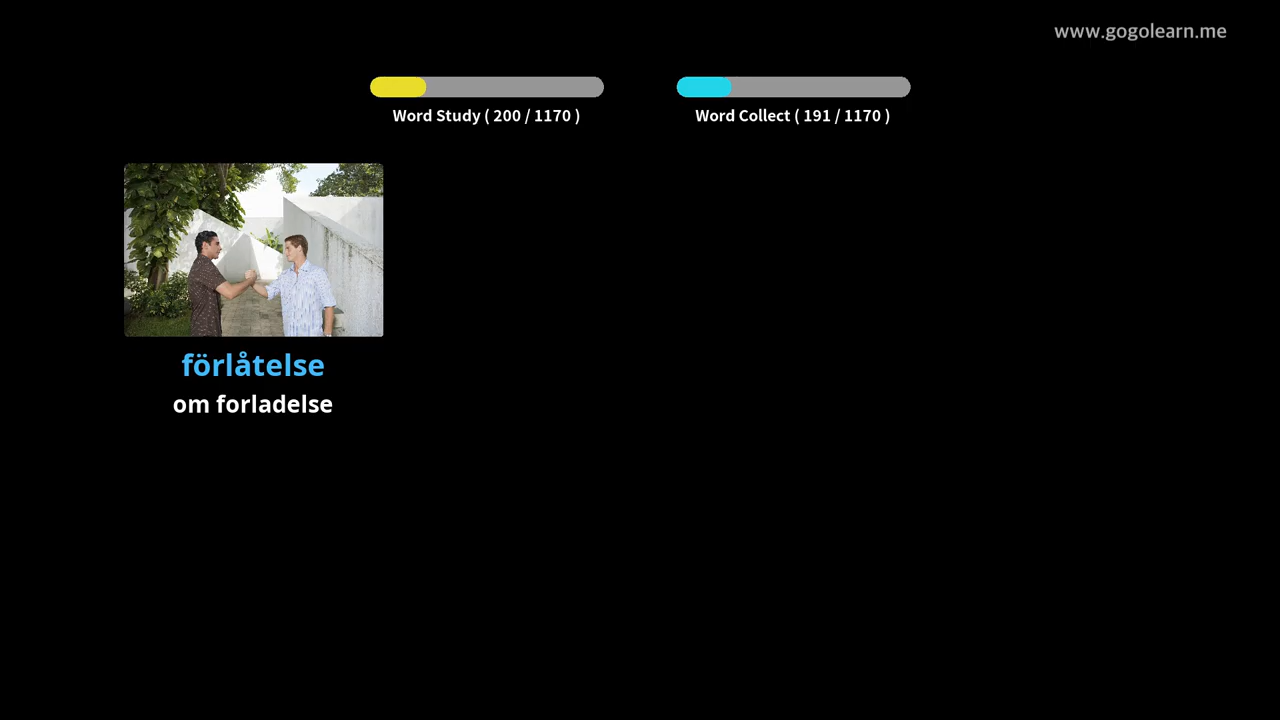 www.gogolearn.me
Word Study ( 200 / 1170 )
Word Collect ( 191 / 1170 )
förlåtelse
om forladelse